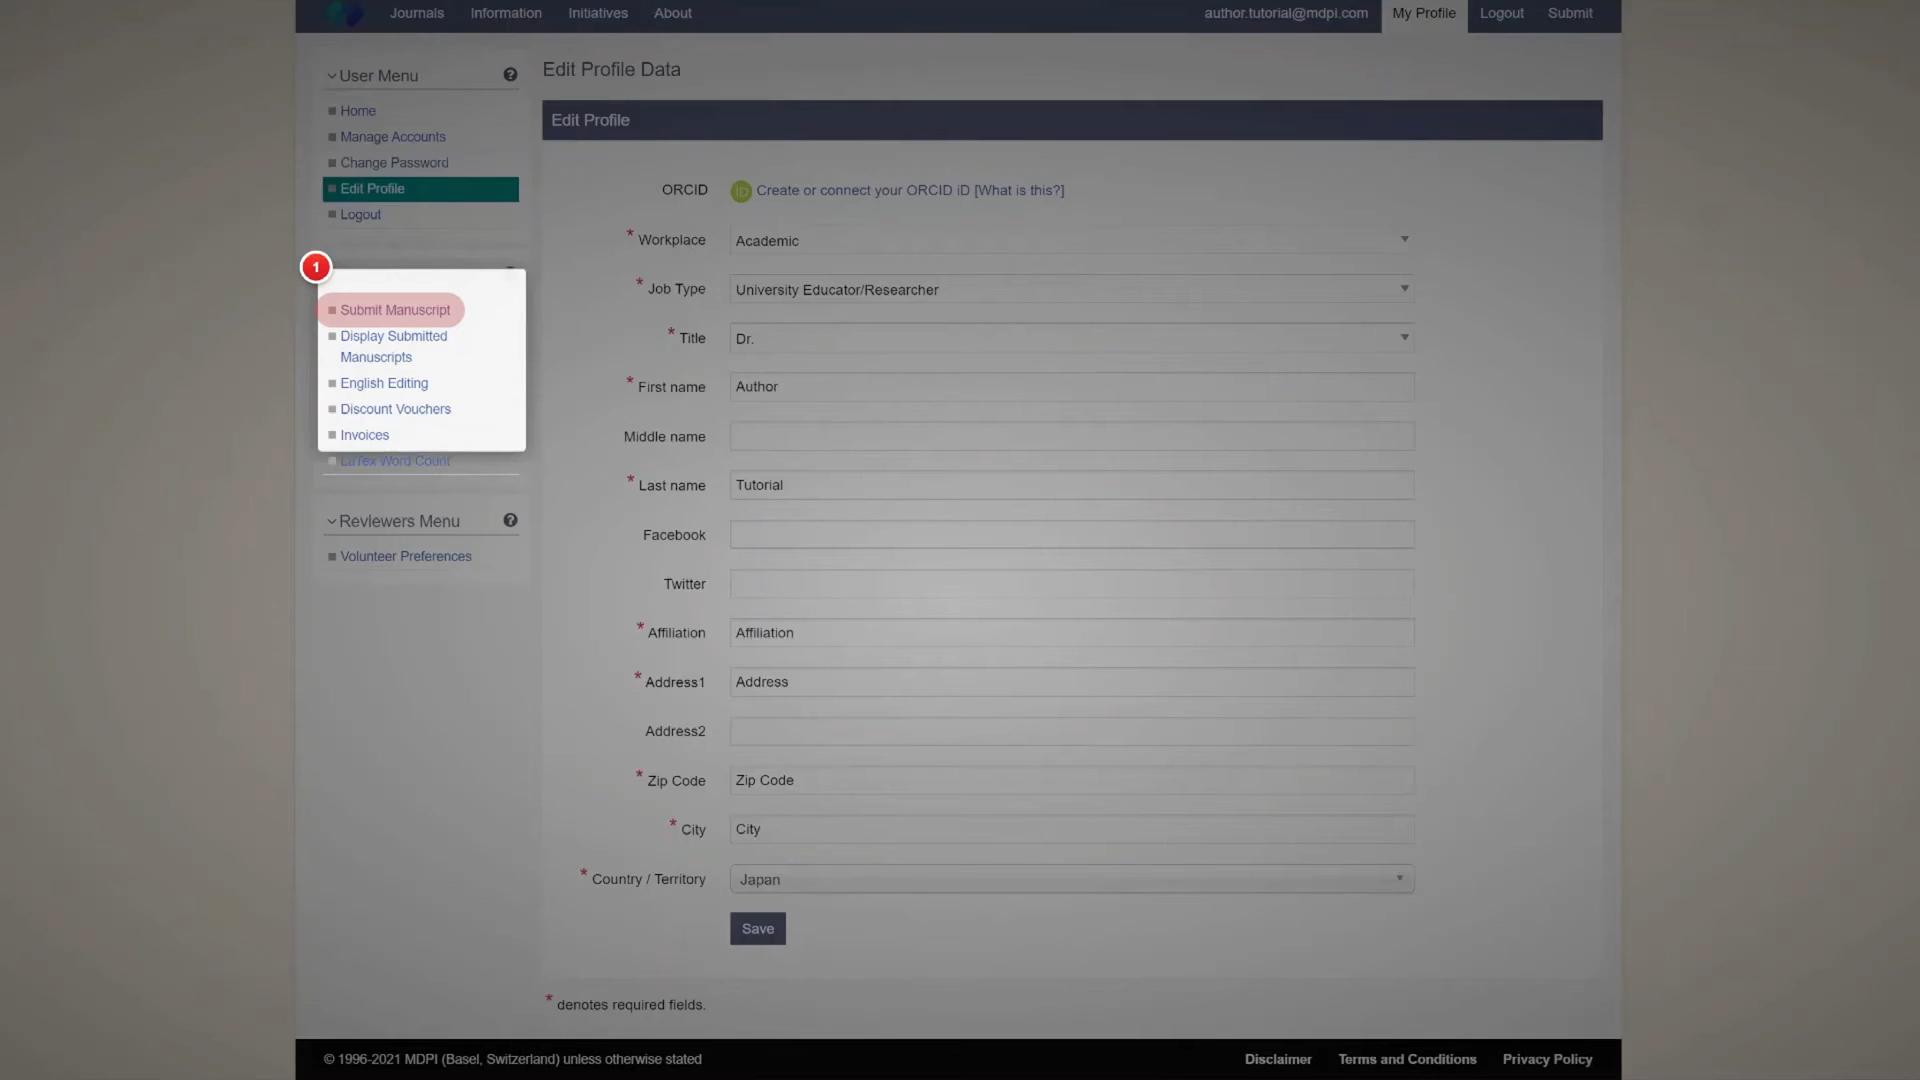 Journals Information Initiatives About author.tutorial@mdpi.com My Profile Logout Submit
User Menu
Home
Manage Accounts
Change Password
Edit Profile
Logout
1
Submit Manuscript
Display Submitted
Manuscripts
English Editing
Discount Vouchers
Invoices
LaTex Word Count
Reviewers Menu
Volunteer Preferences
Edit Profile Data
Edit Profile
ORCID iD Create or connect your ORCID iD [What is this?]
* Workplace Academic
* Job Type University Educator/Researcher
* Title Dr.
* First name Author
Middle name
* Last name Tutorial
Facebook
Twitter
* Affiliation Affiliation
* Address1 Address
Address2
* Zip Code Zip Code
* City City
* Country / Territory Japan
Save
* denotes required fields.
© 1996-2021 MDPI (Basel, Switzerland) unless otherwise stated Disclaimer Terms and Conditions Privacy Policy